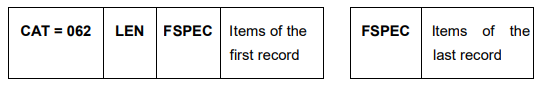 CAT = 062 LEN FSPEC Items of the first record FSPEC Items of the last record